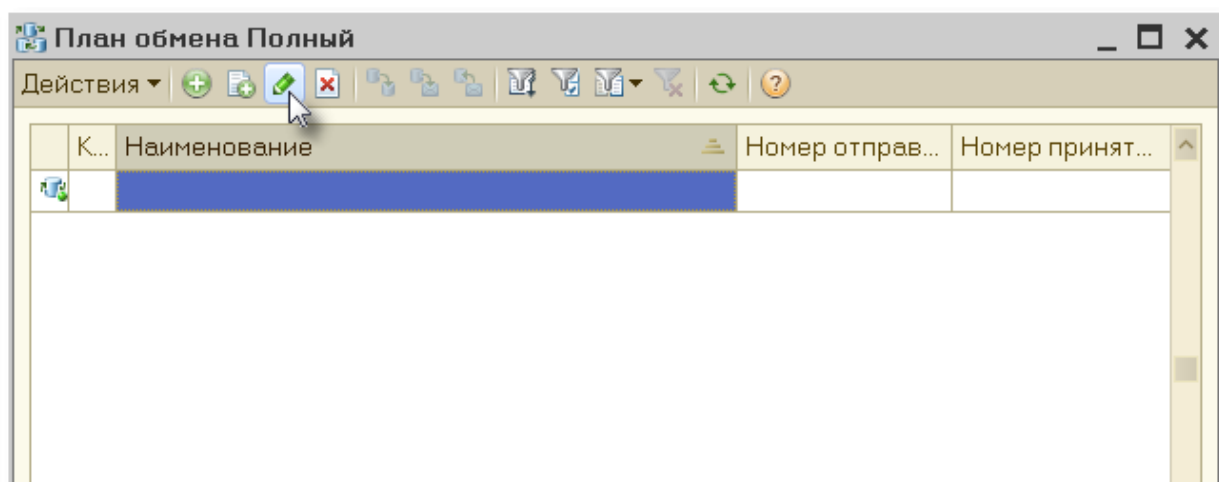 План обмена Полный
Действия
К... Наименование Номер отправ... Номер принят...